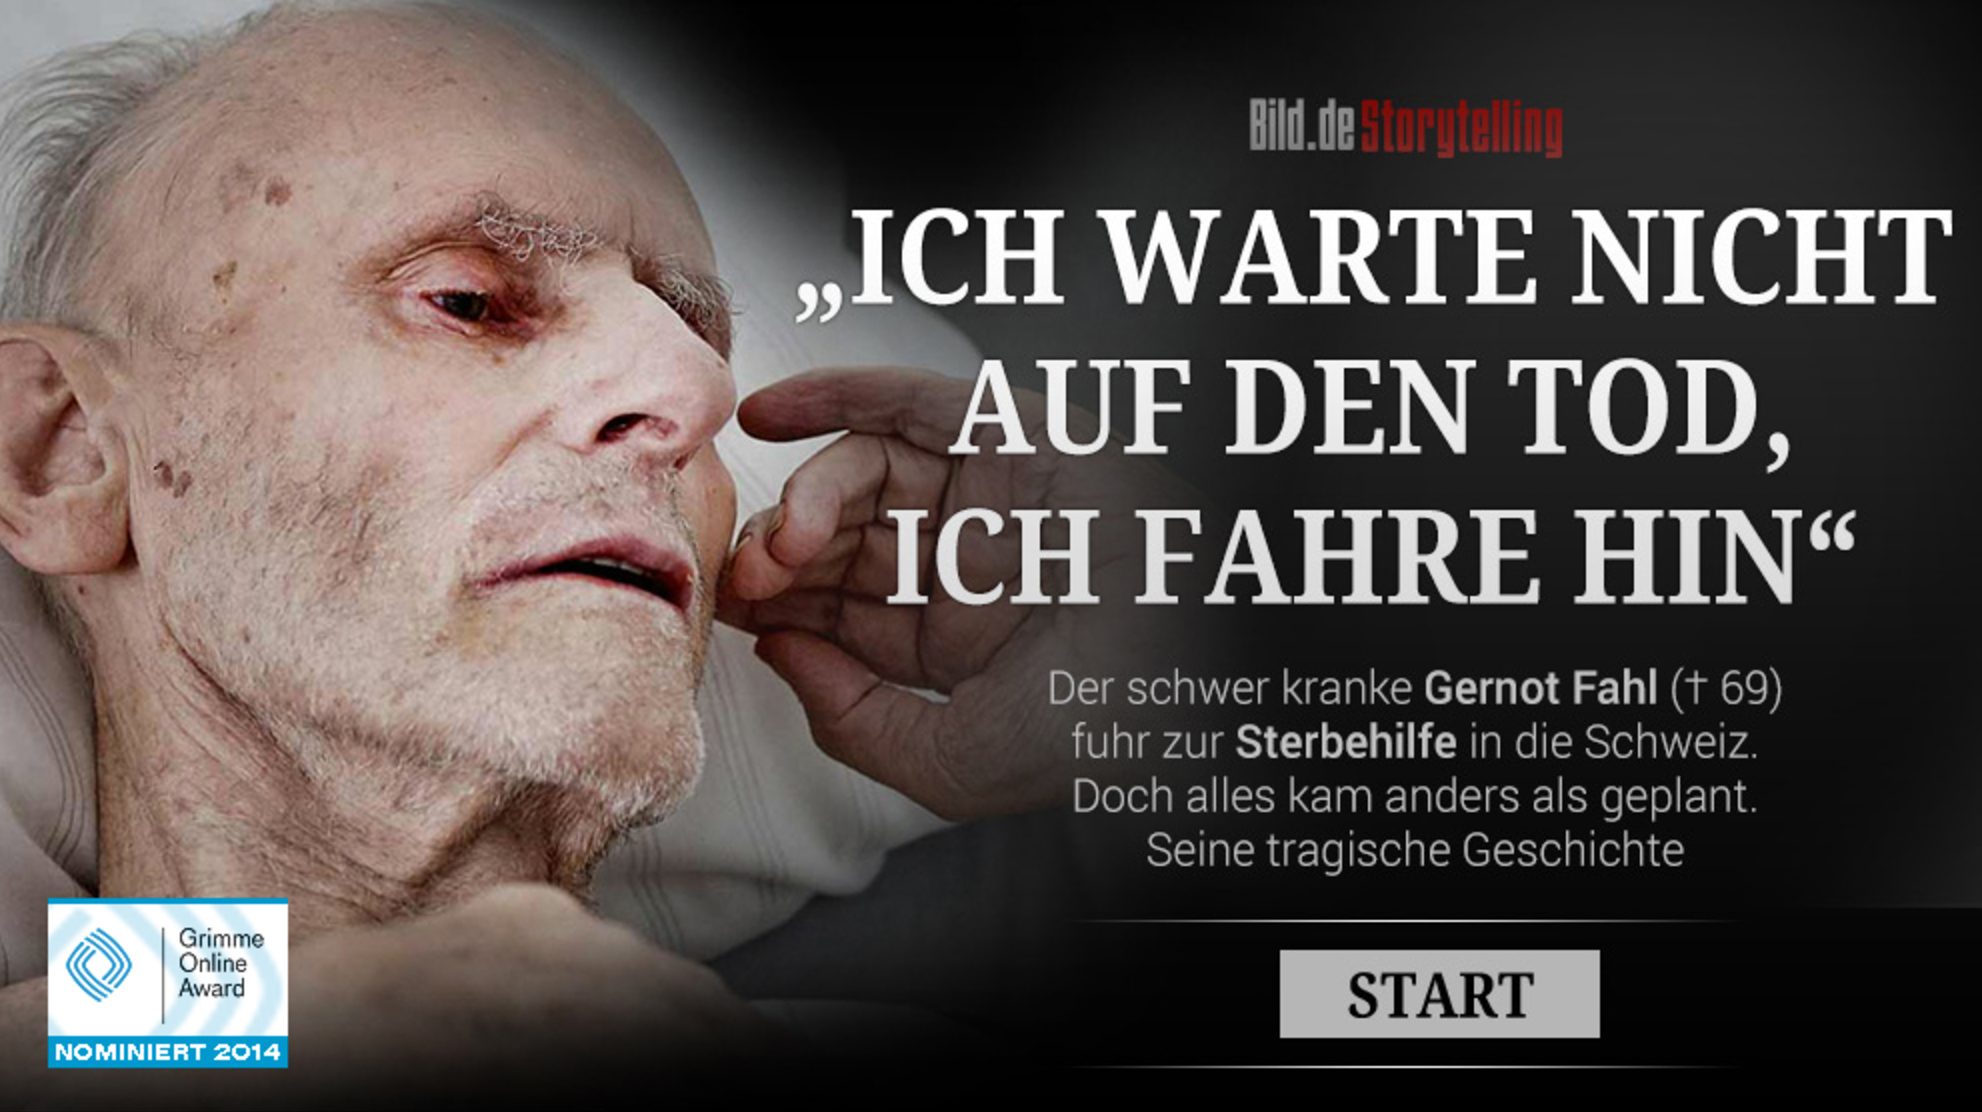 Bild.de Storytelling
„ICH WARTE NICHT
AUF DEN TOD,
ICH FAHRE HIN“
Der schwer kranke Gernot Fahl († 69)
fuhr zur Sterbehilfe in die Schweiz.
Doch alles kam anders als geplant.
Seine tragische Geschichte
START
Grimme
Online
Award
NOMINIERT 2014